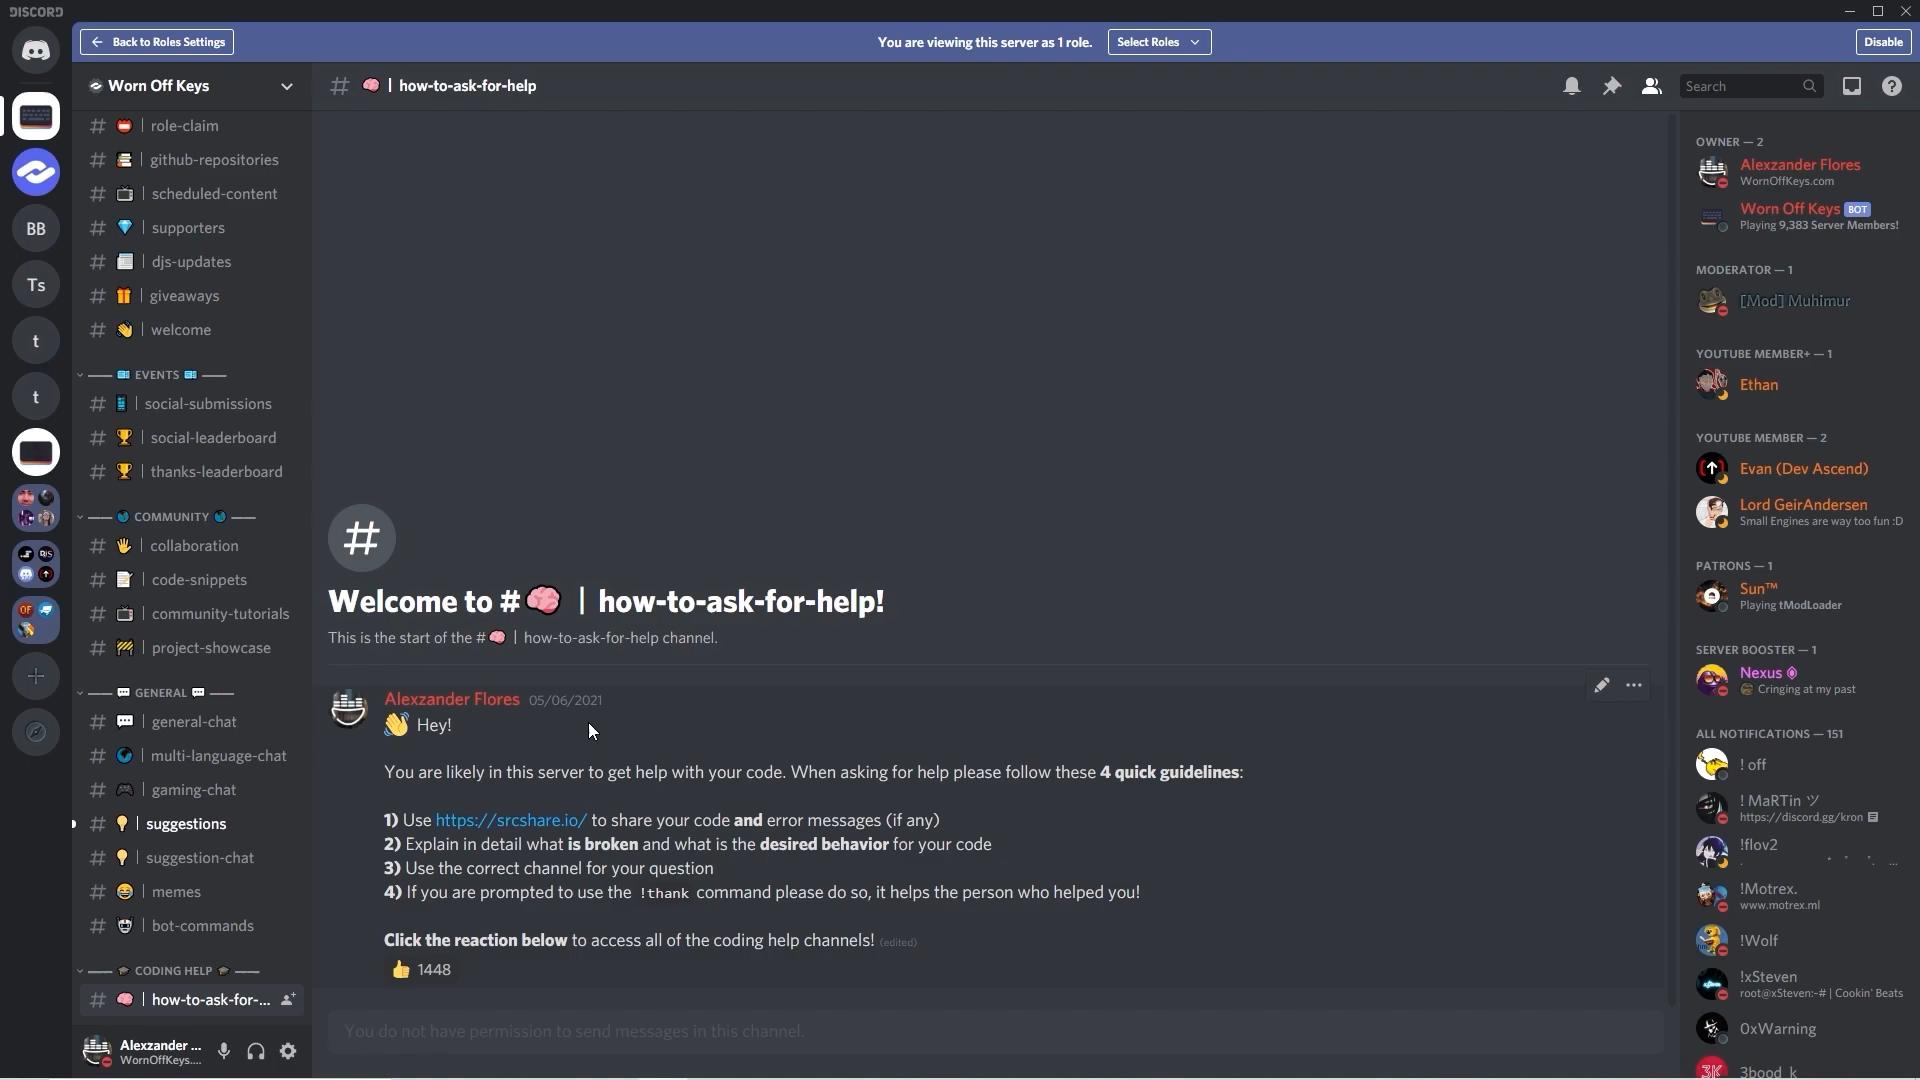 DISCORD
Back to Roles Settings
You are viewing this server as 1 role.
Select Roles
Disable
Worn Off Keys
# | how-to-ask-for-help
Search
BB
Ts
t
t
# | role-claim
# | github-repositories
# | scheduled-content
# | supporters
# | djs-updates
# | giveaways
# | welcome
EVENTS
# | social-submissions
# | social-leaderboard
# | thanks-leaderboard
COMMUNITY
# | collaboration
# | code-snippets
# | community-tutorials
# | project-showcase
GENERAL
# | general-chat
# | multi-language-chat
# | gaming-chat
# | suggestions
# | suggestion-chat
# | memes
# | bot-commands
CODING HELP
# | how-to-ask-for-...
Alexzander ...
WornOffKeys....
#
Welcome to #🧠 | how-to-ask-for-help!
This is the start of the #🧠 | how-to-ask-for-help channel.
Alexzander Flores 05/06/2021
👋 Hey!
You are likely in this server to get help with your code. When asking for help please follow these 4 quick guidelines:
1) Use https://srcshare.io/ to share your code and error messages (if any)
2) Explain in detail what is broken and what is the desired behavior for your code
3) Use the correct channel for your question
4) If you are prompted to use the !thank command please do so, it helps the person who helped you!
Click the reaction below to access all of the coding help channels! (edited)
👍 1448
You do not have permission to send messages in this channel.
OWNER — 2
Alexzander Flores
WornOffKeys.com
Worn Off Keys BOT
Playing 9,383 Server Members!
MODERATOR — 1
[Mod] Muhimur
YOUTUBE MEMBER+ — 1
Ethan
YOUTUBE MEMBER — 2
Evan (Dev Ascend)
Lord GeirAndersen
Small Engines are way too fun :D
PATRONS — 1
Sun™
Playing tModLoader
SERVER BOOSTER — 1
Nexus
Cringing at my past
ALL NOTIFICATIONS — 151
! off
! MaRTin ツ
https://discord.gg/kron
!flov2
!Motrex.
www.motrex.ml
!Wolf
!xSteven
root@xSteven:~# | Cookin' Beats
0xWarning
3K
3bood_k